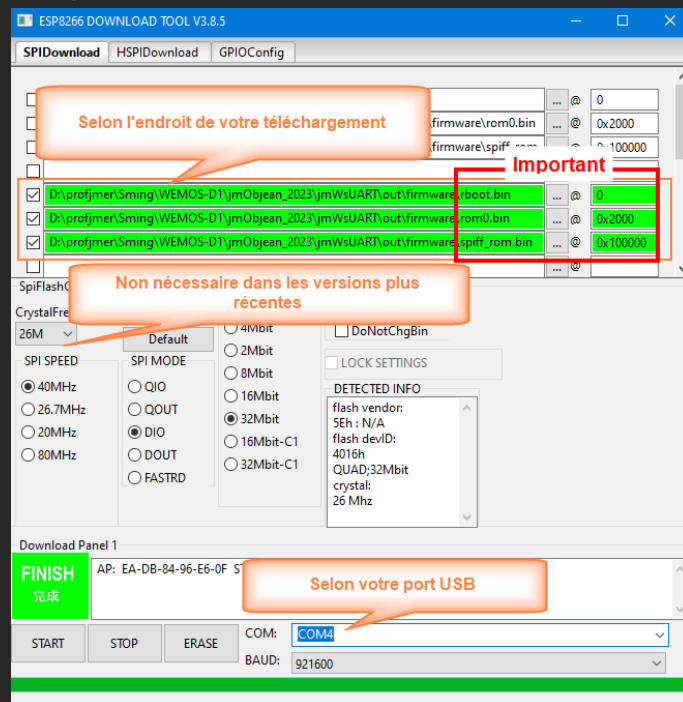 ESP8266 DOWNLOAD TOOL V3.8.5
SPIDownload HSPIDownload GPIOConfig
Selon l'endroit de votre téléchargement
... @ 0
\firmware\rom0.bin ... @ 0x2000
\firmware\spiff_rom
Important
D:\profjmer\Sming\WEMOS-D1\jmObjean_2023\jmWsUART\out\firmware\rboot.bin ... @ 0
D:\profjmer\Sming\WEMOS-D1\jmObjean_2023\jmWsUART\out\firmware\rom0.bin ... @ 0x2000
D:\profjmer\Sming\WEMOS-D1\jmObjean_2023\jmWsUART\out\firmware\spiff_rom.bin ... @ 0x100000
... @
Non nécessaire dans les versions plus
récentes
CrystalFre
26M
Default
SPI SPEED
40MHz
26.7MHz
20MHz
80MHz
SPI MODE
QIO
QOUT
DIO
DOUT
FASTRD
4Mbit
2Mbit
8Mbit
16Mbit
32Mbit
16Mbit-C1
32Mbit-C1
DoNotChgBin
LOCK SETTINGS
DETECTED INFO
flash vendor:
5Eh : N/A
flash devID:
4016h
QUAD;32Mbit
crystal:
26 Mhz
Download Panel 1
FINISH
完成
AP: EA-DB-84-96-E6-0F
Selon votre port USB
START STOP ERASE
COM: COM4
BAUD: 921600